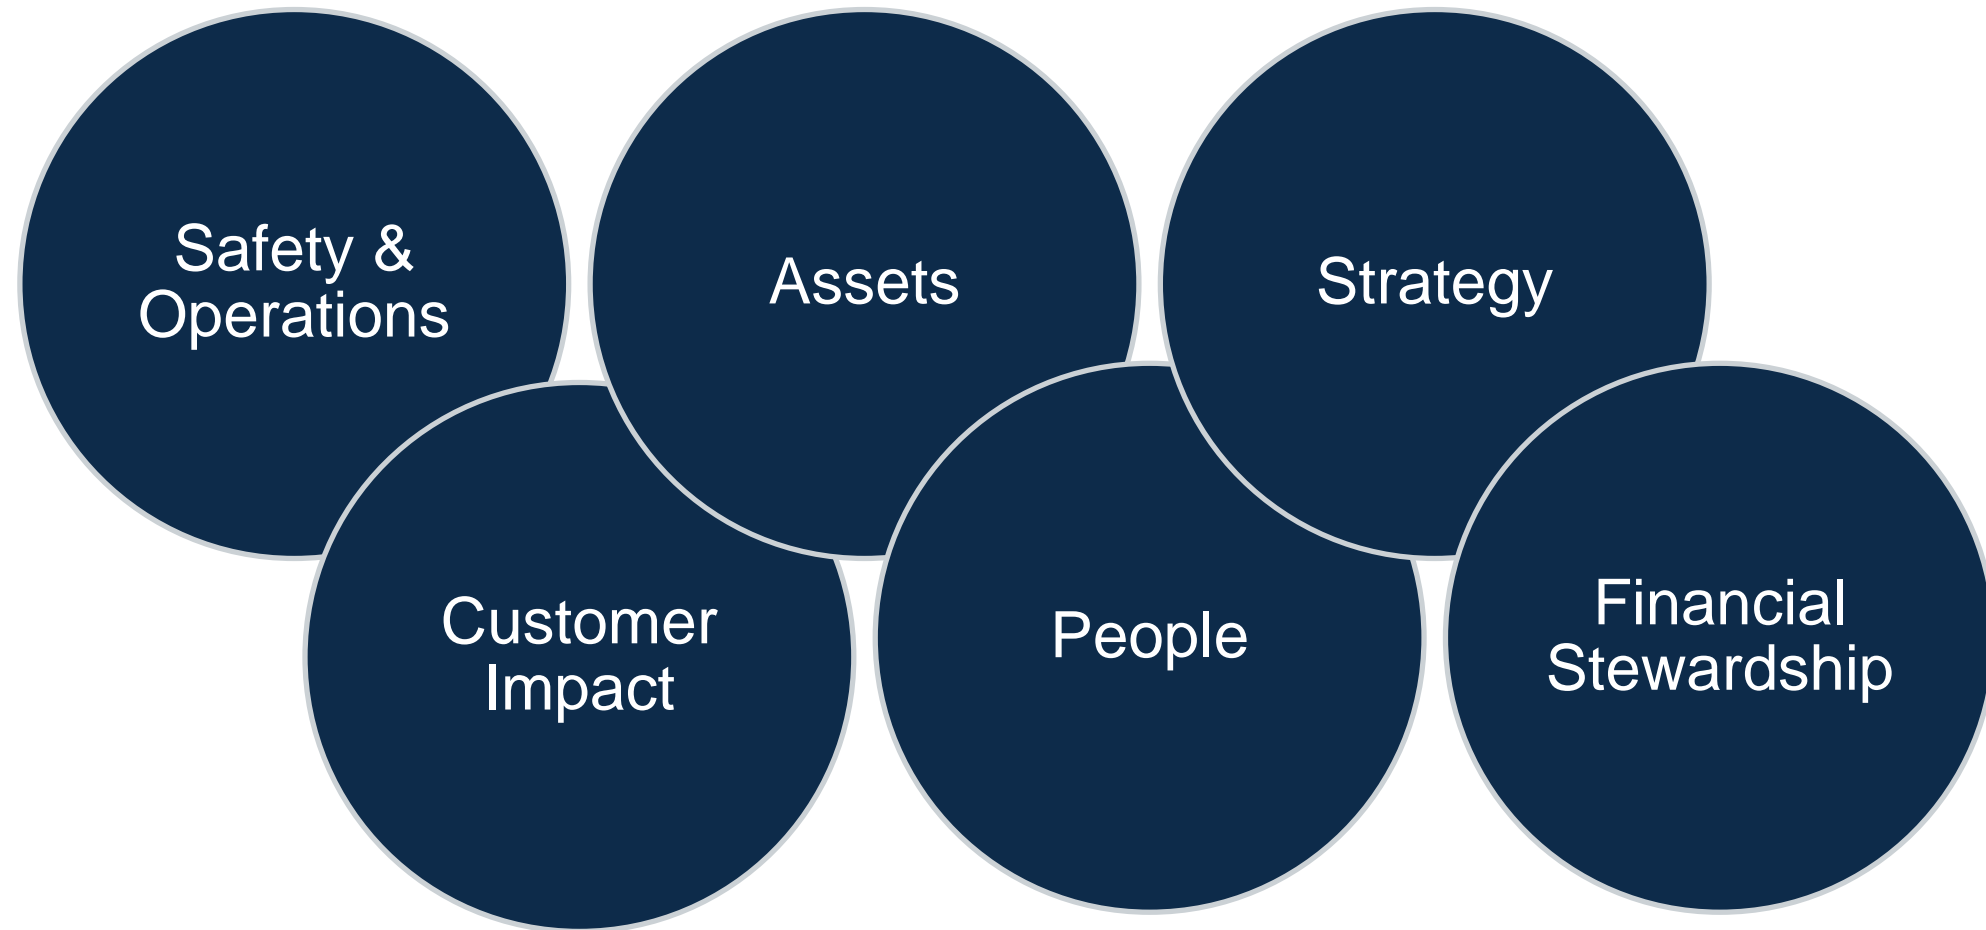 Safety &
Operations
Assets
Strategy
Customer
Impact
People
Financial
Stewardship